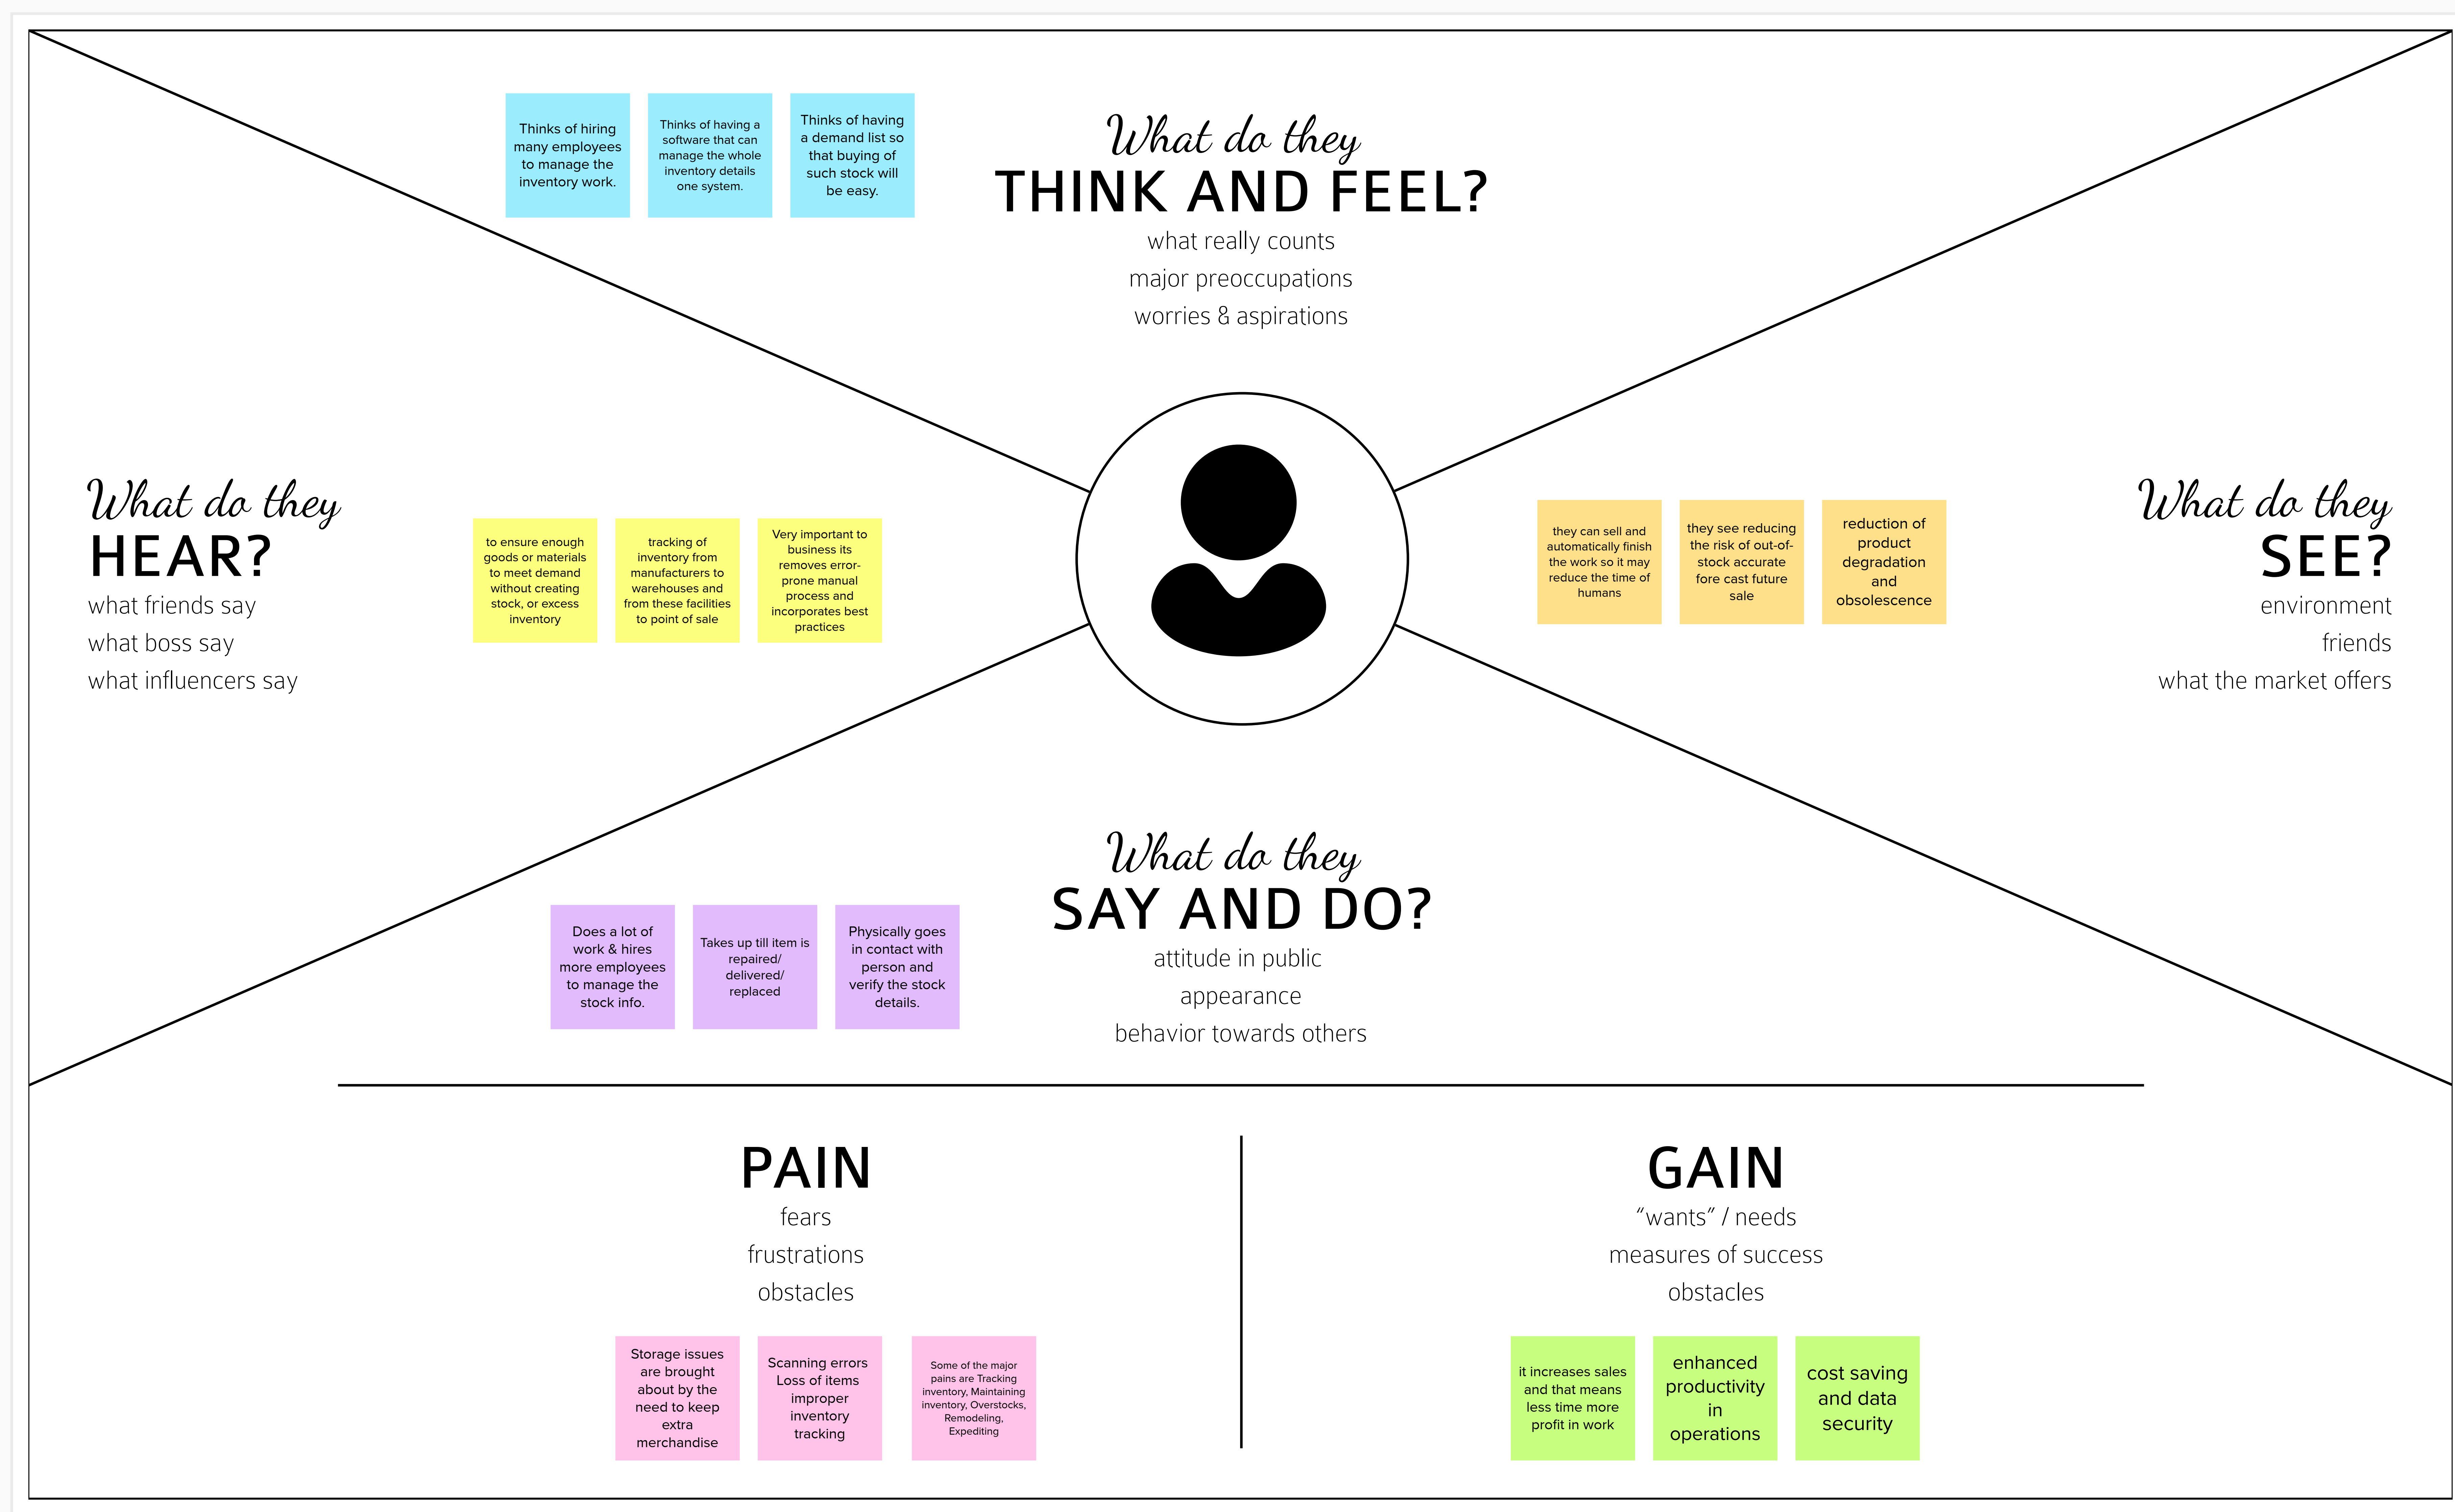 Thinks of hiring
many employees
to manage the
inventory work.
Thinks of having a
software that can
manage the whole
inventory details
one system.
Thinks of having
a demand list so
that buying of
such stock will
be easy.
What do they
THINK AND FEEL?
what really counts
major preoccupations
worries & aspirations
What do they
HEAR?
what friends say
what boss say
what influencers say
to ensure enough
goods or materials
to meet demand
without creating
stock, or excess
inventory
tracking of
inventory from
manufacturers to
warehouses and
from these facilities
to point of sale
Very important to
business its
removes error-
prone manual
process and
incorporates best
practices
they can sell and
automatically finish
the work so it may
reduce the time of
humans
they see reducing
the risk of out-of-
stock accurate
fore cast future
sale
reduction of
product
degradation
and
obsolescence
What do they
SEE?
environment
friends
what the market offers
Does a lot of
work & hires
more employees
to manage the
stock info.
Takes up till item is
repaired/
delivered/
replaced
Physically goes
in contact with
person and
verify the stock
details.
What do they
SAY AND DO?
attitude in public
appearance
behavior towards others
PAIN
fears
frustrations
obstacles
Storage issues
are brought
about by the
need to keep
extra
merchandise
Scanning errors
Loss of items
improper
inventory
tracking
Some of the major
pains are Tracking
inventory, Maintaining
inventory, Overstocks,
Remodeling,
Expediting
GAIN
“wants” / needs
measures of success
obstacles
it increases sales
and that means
less time more
profit in work
enhanced
productivity
in
operations
cost saving
and data
security